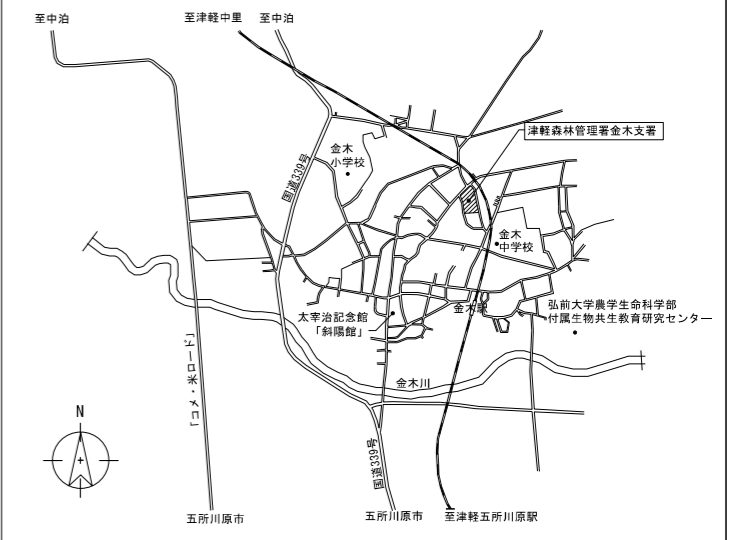 至中泊
至津軽中里
至中泊
津軽森林管理署金木支署
金木
小学校
国道339号
金木
中学校
太宰治記念館
「斜陽館」
金木駅
弘前大学農学生命科学部
付属生物共生教育研究センター
「コメ・米ロード」
金木川
N
国道339号
五所川原市
五所川原市
至津軽五所川原駅